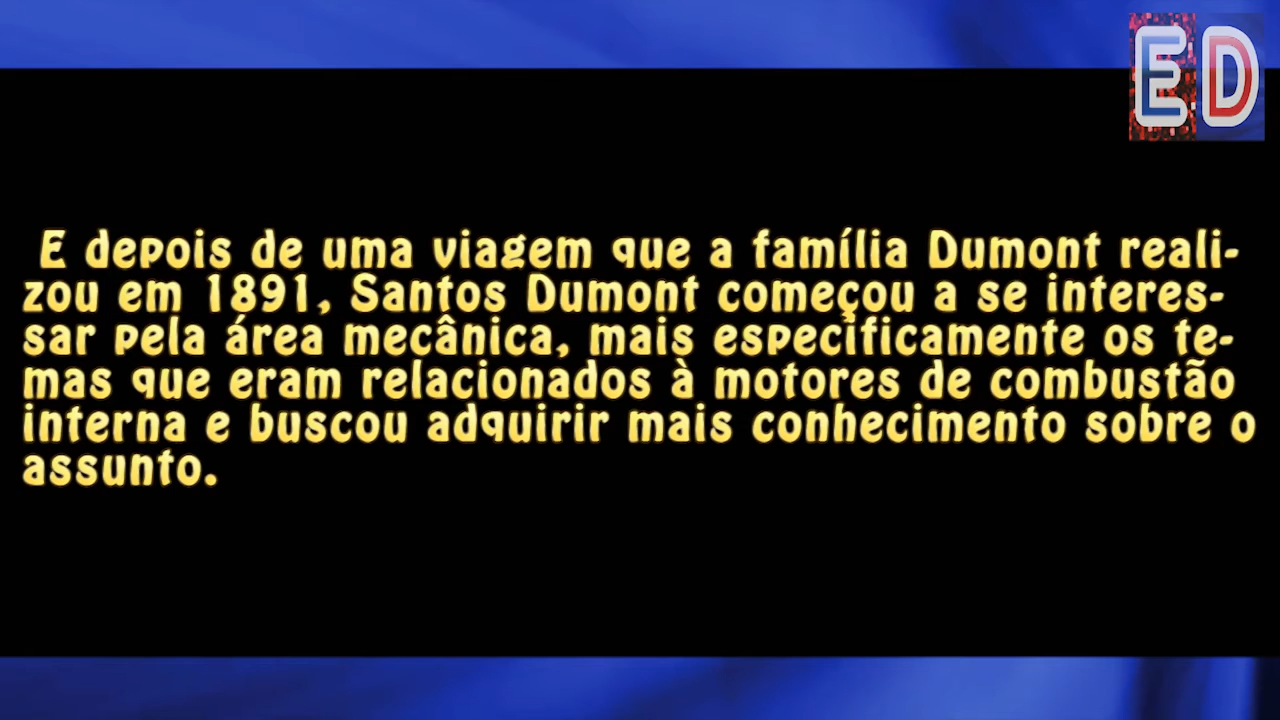 ED
E depois de uma viagem que a família Dumont reali-
zou em 1891, Santos Dumont começou a se interes-
sar pela área mecânica, mais especificamente os te-
mas que eram relacionados à motores de combustão
interna e buscou adquirir mais conhecimento sobre o
assunto.